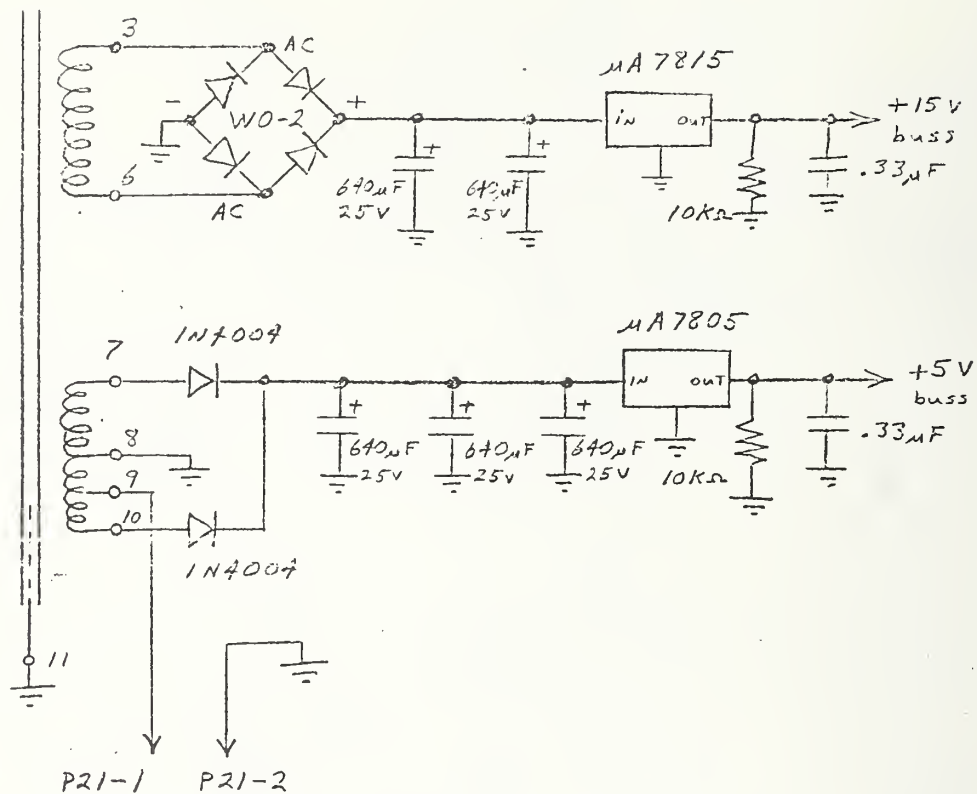 3
AC
-
WO-2
+
6
AC
+
640µF
25V
+
640µF
25V
µA7815
IN
OUT
10KΩ
+15V
buss
.33µF
7
1N4004
8
9
10
1N4004
+
640µF
25V
+
640µF
25V
+
640µF
25V
µA7805
IN
OUT
10KΩ
+5V
buss
.33µF
11
P21-1
P21-2